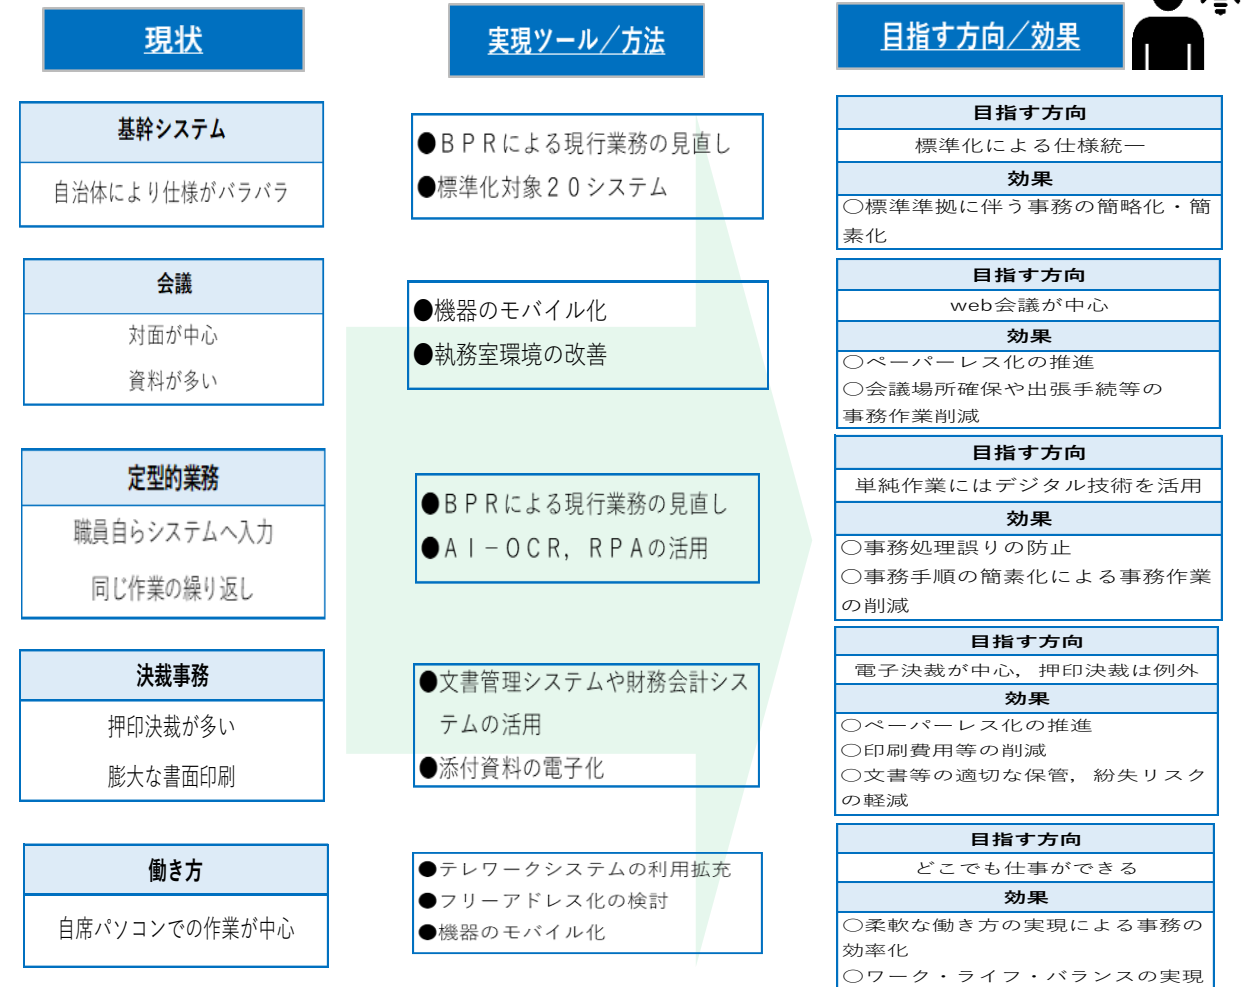 現状
実現ツール／方法
目指す方向／効果
基幹システム
自治体により仕様がバラバラ
●ＢＰＲによる現行業務の見直し
●標準化対象２０システム
目指す方向
標準化による仕様統一
効果
○標準準拠に伴う事務の簡略化・簡
素化
会議
対面が中心
資料が多い
●機器のモバイル化
●執務室環境の改善
目指す方向
web会議が中心
効果
○ペーパーレス化の推進
○会議場所確保や出張手続等の
事務作業削減
定型的業務
職員自らシステムへ入力
同じ作業の繰り返し
●ＢＰＲによる現行業務の見直し
●ＡＩ－ＯＣＲ，ＲＰＡの活用
目指す方向
単純作業にはデジタル技術を活用
効果
○事務処理誤りの防止
○事務手順の簡素化による事務作業
の削減
決裁事務
押印決裁が多い
膨大な書面印刷
●文書管理システムや財務会計シス
テムの活用
●添付資料の電子化
目指す方向
電子決裁が中心，押印決裁は例外
効果
○ペーパーレス化の推進
○印刷費用等の削減
○文書等の適切な保管，紛失リスク
の軽減
働き方
自席パソコンでの作業が中心
●テレワークシステムの利用拡充
●フリーアドレス化の検討
●機器のモバイル化
目指す方向
どこでも仕事ができる
効果
○柔軟な働き方の実現による事務の
効率化
○ワーク・ライフ・バランスの実現